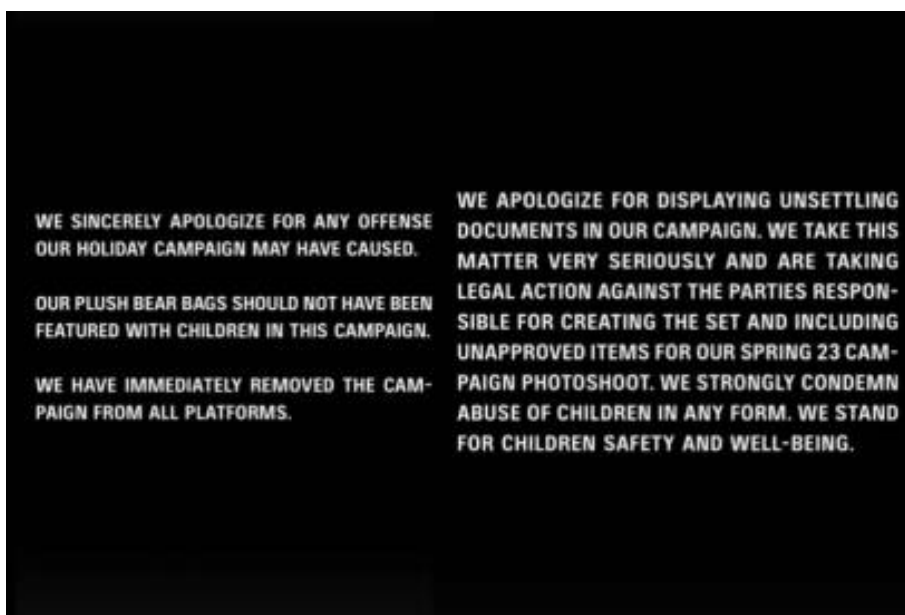 WE SINCERELY APOLOGIZE FOR ANY OFFENSE
OUR HOLIDAY CAMPAIGN MAY HAVE CAUSED.
OUR PLUSH BEAR BAGS SHOULD NOT HAVE BEEN
FEATURED WITH CHILDREN IN THIS CAMPAIGN.
WE HAVE IMMEDIATELY REMOVED THE CAM-
PAIGN FROM ALL PLATFORMS.
WE APOLOGIZE FOR DISPLAYING UNSETTLING
DOCUMENTS IN OUR CAMPAIGN. WE TAKE THIS
MATTER VERY SERIOUSLY AND ARE TAKING
LEGAL ACTION AGAINST THE PARTIES RESPON-
SIBLE FOR CREATING THE SET AND INCLUDING
UNAPPROVED ITEMS FOR OUR SPRING 23 CAM-
PAIGN PHOTOSHOOT. WE STRONGLY CONDEMN
ABUSE OF CHILDREN IN ANY FORM. WE STAND
FOR CHILDREN SAFETY AND WELL-BEING.